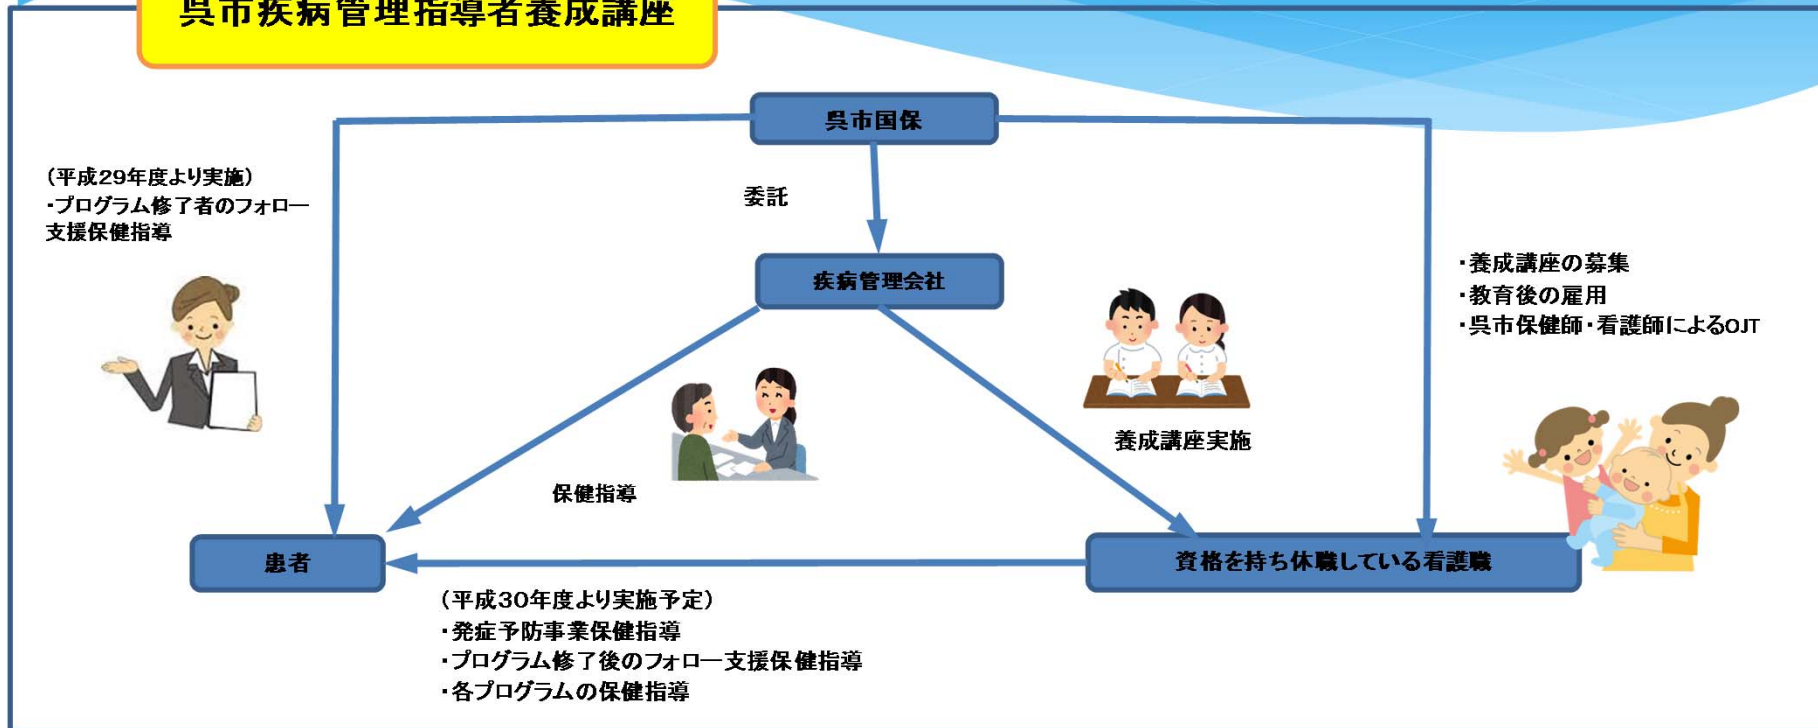 呉市疾病管理指導者養成講座
呉市国保
(平成29年度より実施)
・プログラム修了者のフォロー
支援保健指導
委託
疾病管理会社
・養成講座の募集
・教育後の雇用
・呉市保健師・看護師によるOJT
養成講座実施
保健指導
患者
資格を持ち休職している看護職
(平成30年度より実施予定)
・発症予防事業保健指導
・プログラム修了後のフォロー支援保健指導
・各プログラムの保健指導